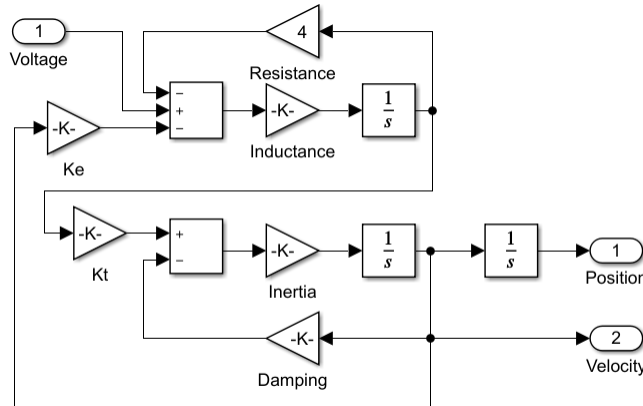 1
Voltage
4
Resistance
−
+
−
-K-
Inductance
1
s
-K-
Ke
-K-
Kt
+
−
-K-
Inertia
1
s
1
s
1
Position
-K-
Damping
2
Velocity